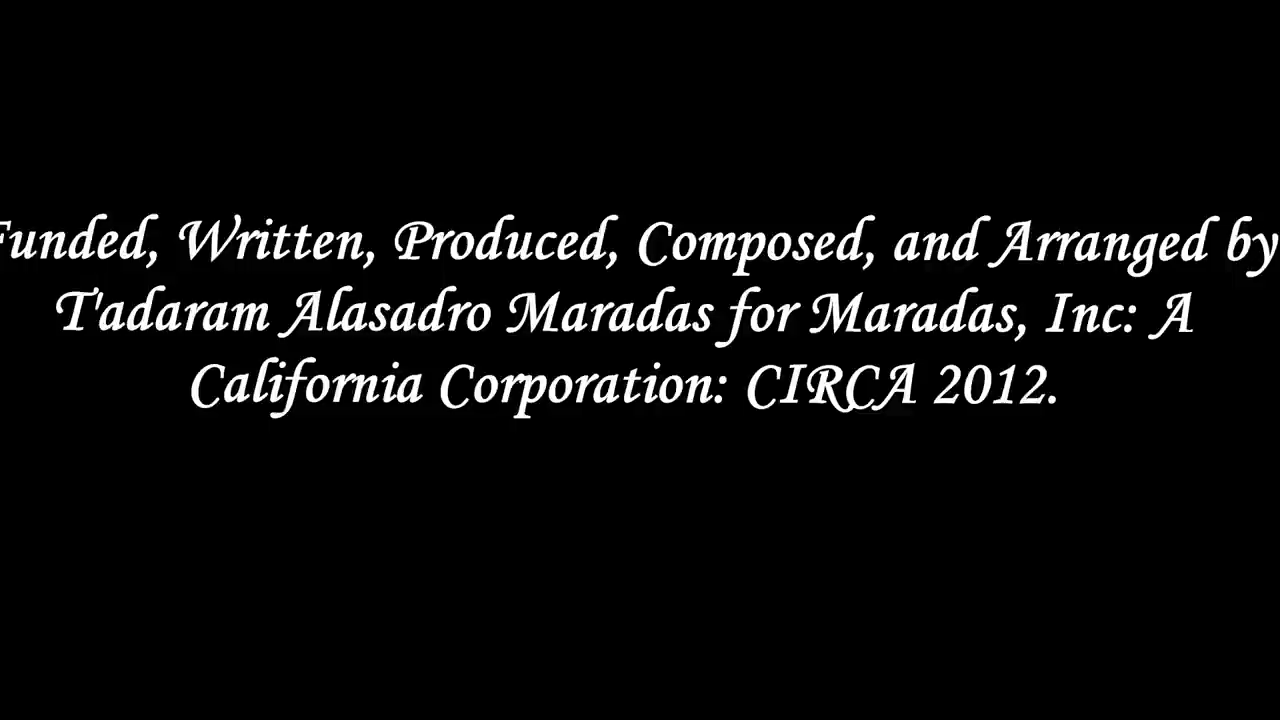 Funded, Written, Produced, Composed, and Arranged by
T'adaram Alasadro Maradas for Maradas, Inc: A
California Corporation: CIRCA 2012.